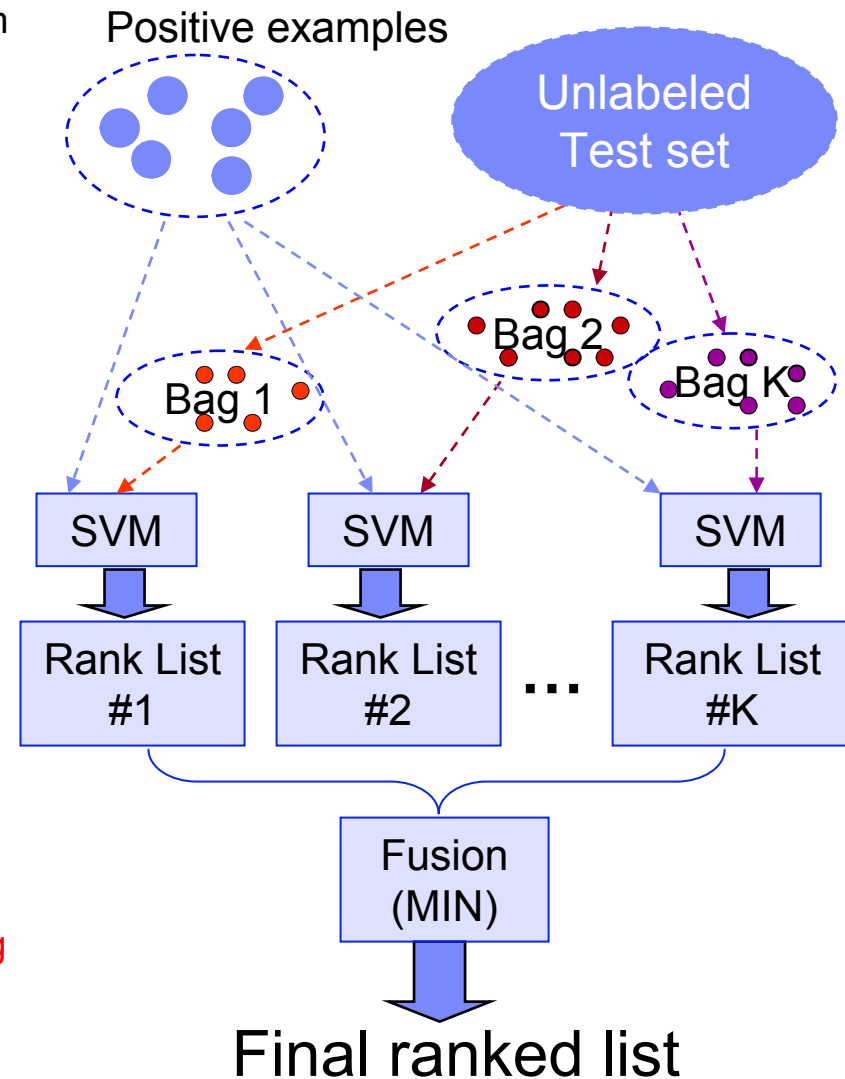 n
Positive examples
Unlabeled
Test set
Bag 2
Bag K
Bag 1
SVM
SVM
SVM
Rank List
#1
Rank List
#2
...
Rank List
#K
Fusion
(MIN)
g
Final ranked list